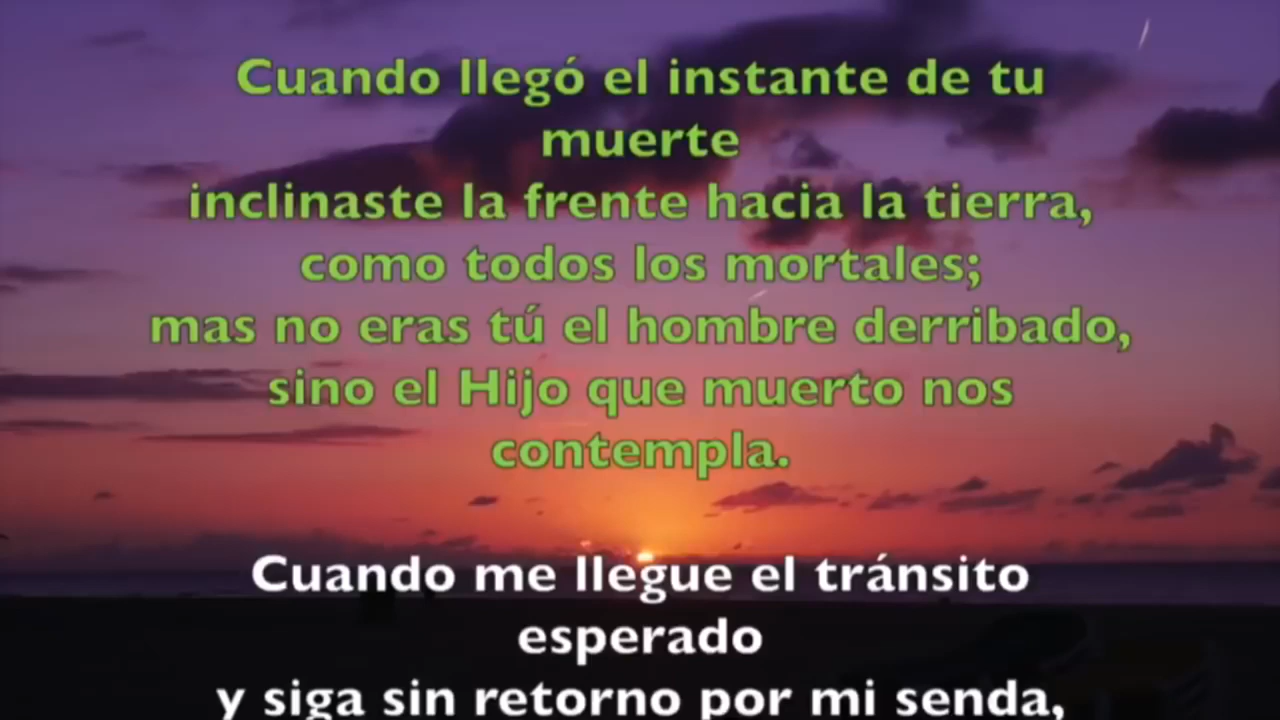 Cuando llegó el instante de tu
muerte
inclinaste la frente hacia la tierra,
como todos los mortales;
mas no eras tú el hombre derribado,
sino el Hijo que muerto nos
contempla.
Cuando me llegue el tránsito
esperado
y siga sin retorno por mi senda,